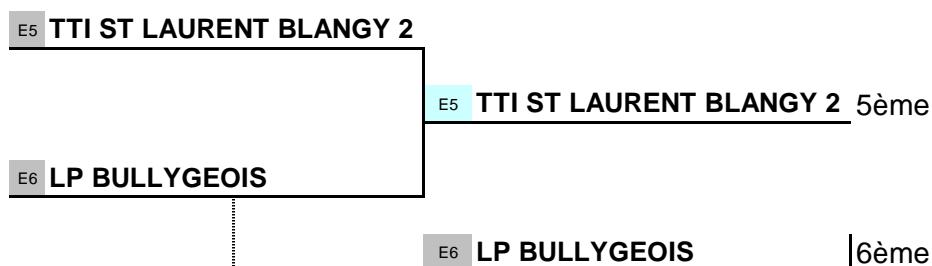 E5 TTI ST LAURENT BLANGY 2
E5 TTI ST LAURENT BLANGY 2 5ème
E6 LP BULLYGEOIS
E6 LP BULLYGEOIS 6ème